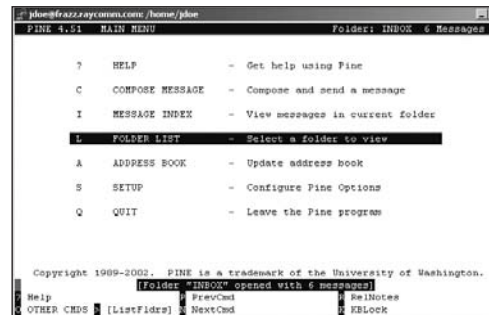 jdoe@frazz.raycomm.com: /home/jdoe
PINE 4.51 MAIN MENU Folder: INBOX 6 Messages
? HELP - Get help using Pine
C COMPOSE MESSAGE - Compose and send a message
I MESSAGE INDEX - View messages in current folder
L FOLDER LIST - Select a folder to view
A ADDRESS BOOK - Update address book
S SETUP - Configure Pine Options
Q QUIT - Leave the Pine program
Copyright 1989-2002. PINE is a trademark of the University of Washington.
[Folder "INBOX" opened with 6 messages]
? Help P PrevCmd R RelNotes
O OTHER CMDS > [ListFldrs] N NextCmd K KBLock